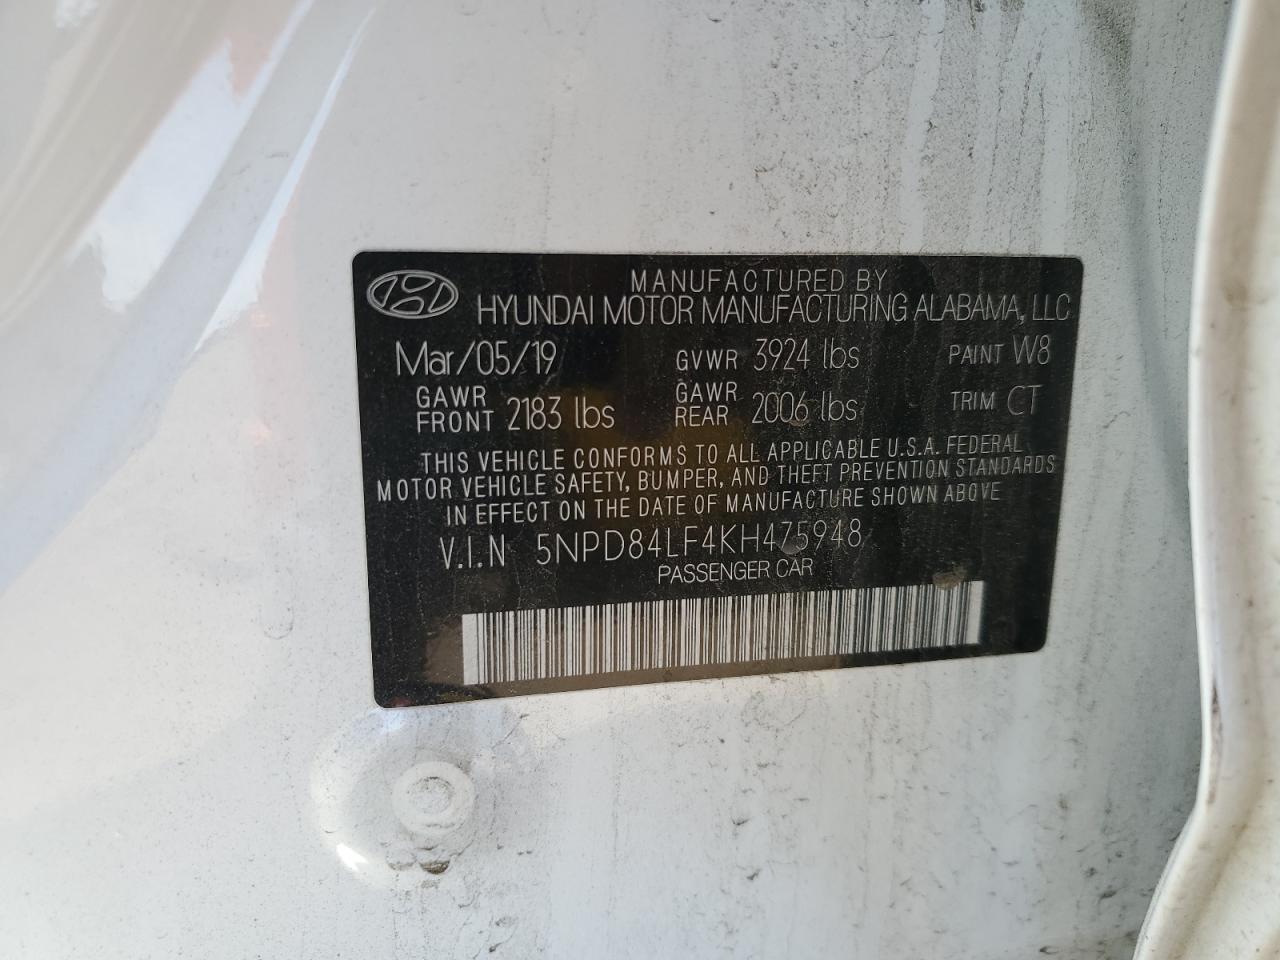 MANUFACTURED BY
HYUNDAI MOTOR MANUFACTURING ALABAMA, LLC
Mar/05/19 GVWR 3924 lbs PAINT W8
GAWR FRONT 2183 lbs GAWR REAR 2006 lbs TRIM CT
THIS VEHICLE CONFORMS TO ALL APPLICABLE U.S.A. FEDERAL
MOTOR VEHICLE SAFETY, BUMPER, AND THEFT PREVENTION STANDARDS
IN EFFECT ON THE DATE OF MANUFACTURE SHOWN ABOVE
V.I.N 5NPD84LF4KH475948
PASSENGER CAR